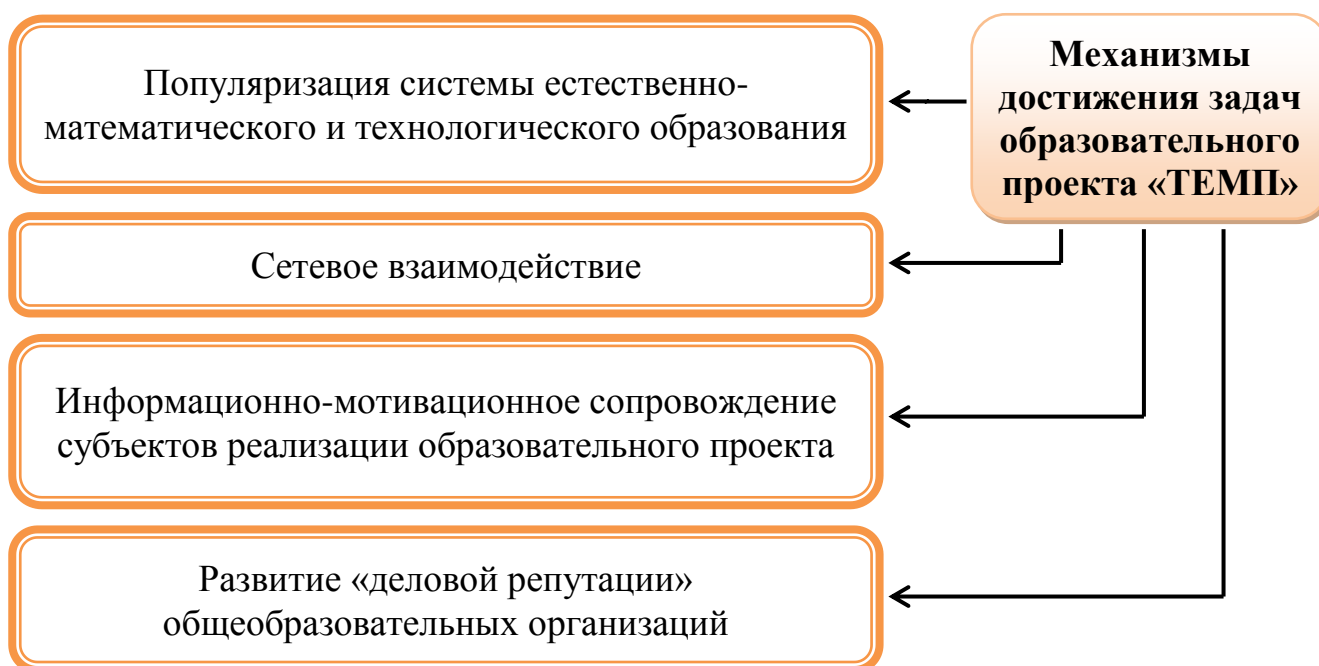 Механизмы
достижения задач
образовательного
проекта «ТЕМП»
Популяризация системы естественно-
математического и технологического образования
Сетевое взаимодействие
Информационно-мотивационное сопровождение
субъектов реализации образовательного проекта
Развитие «деловой репутации»
общеобразовательных организаций